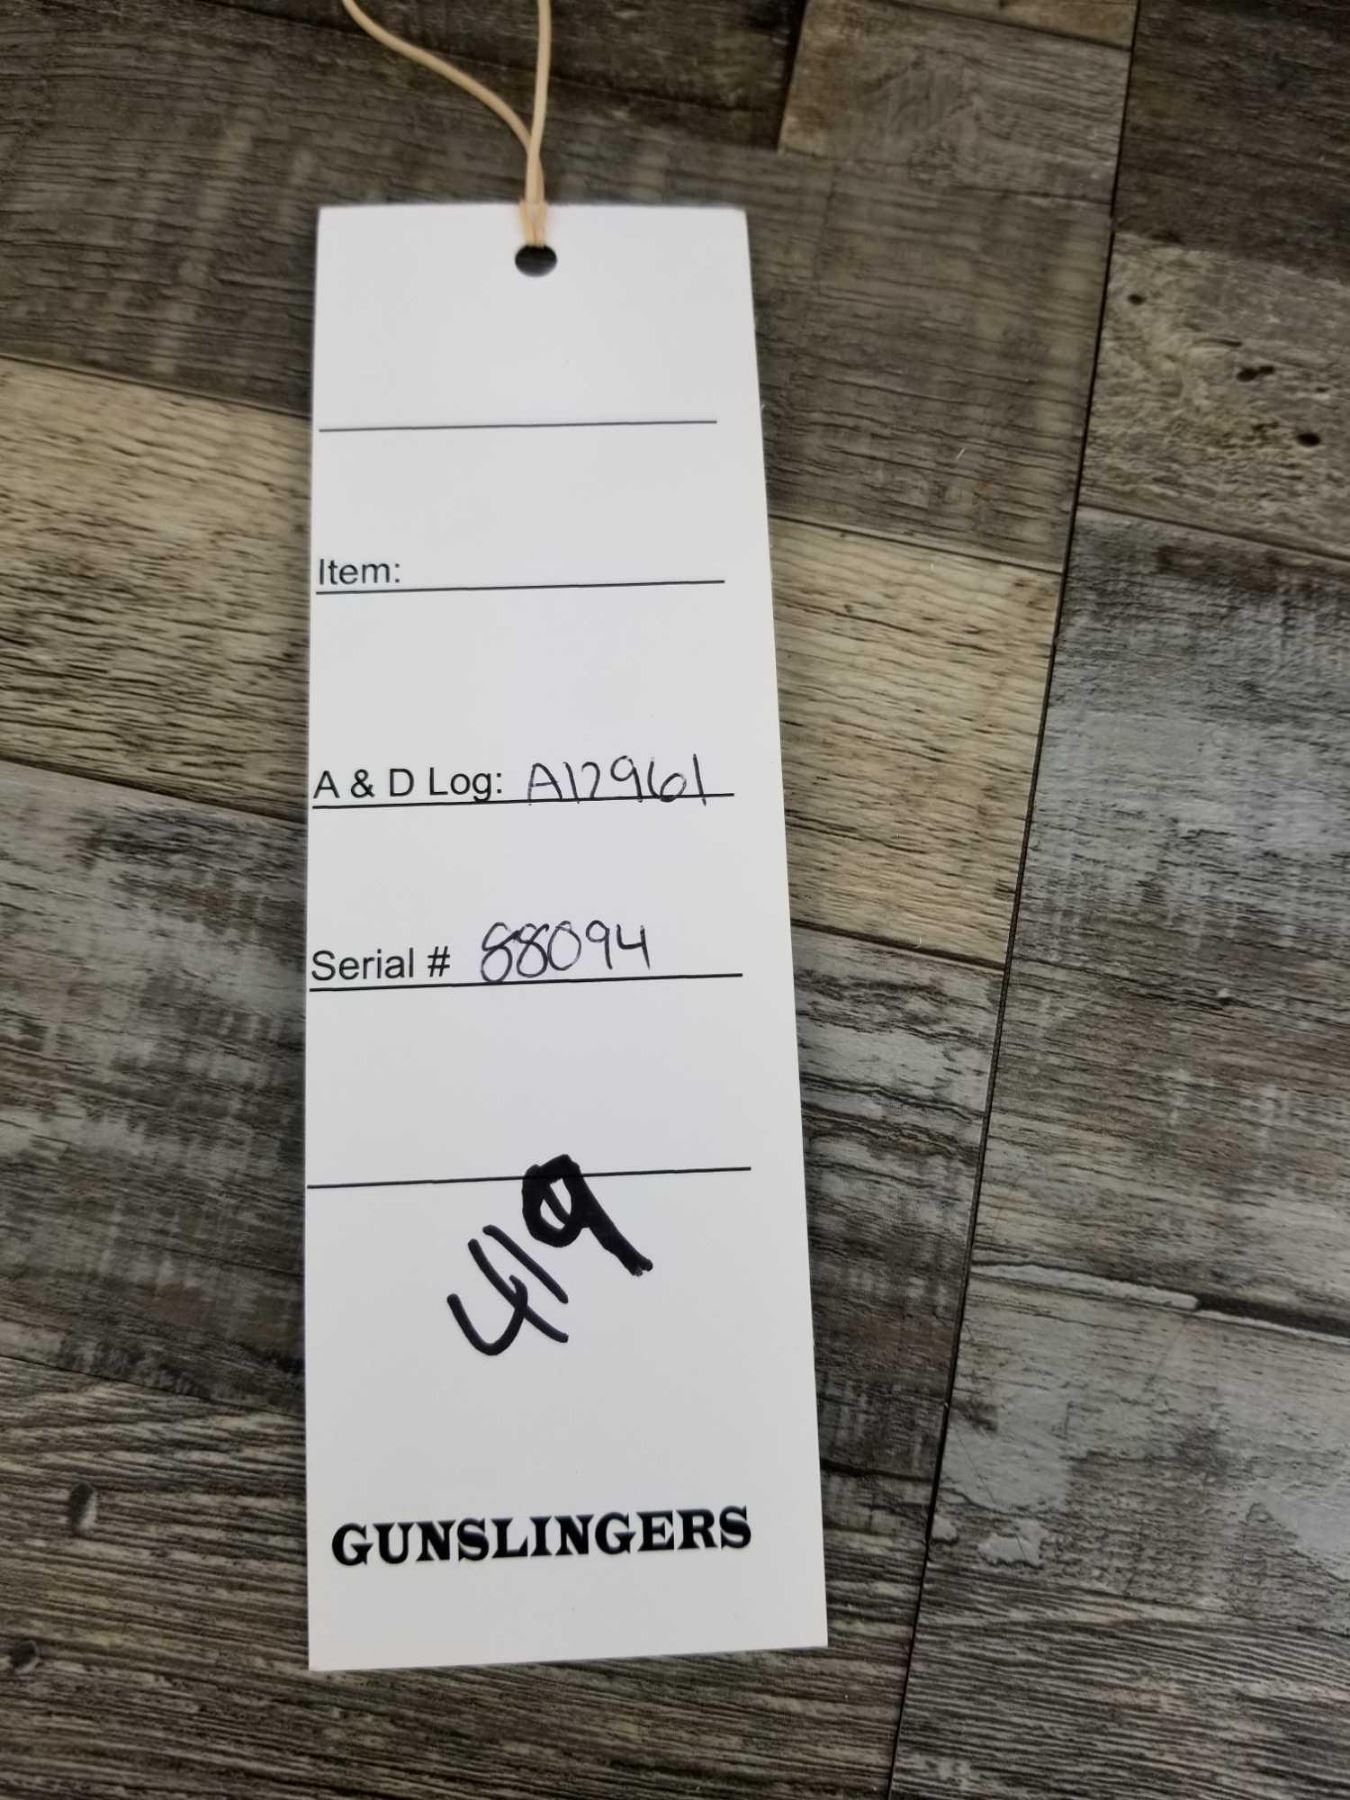 Item:
A & D Log: A12961
Serial # 88094
419
GUNSLINGERS